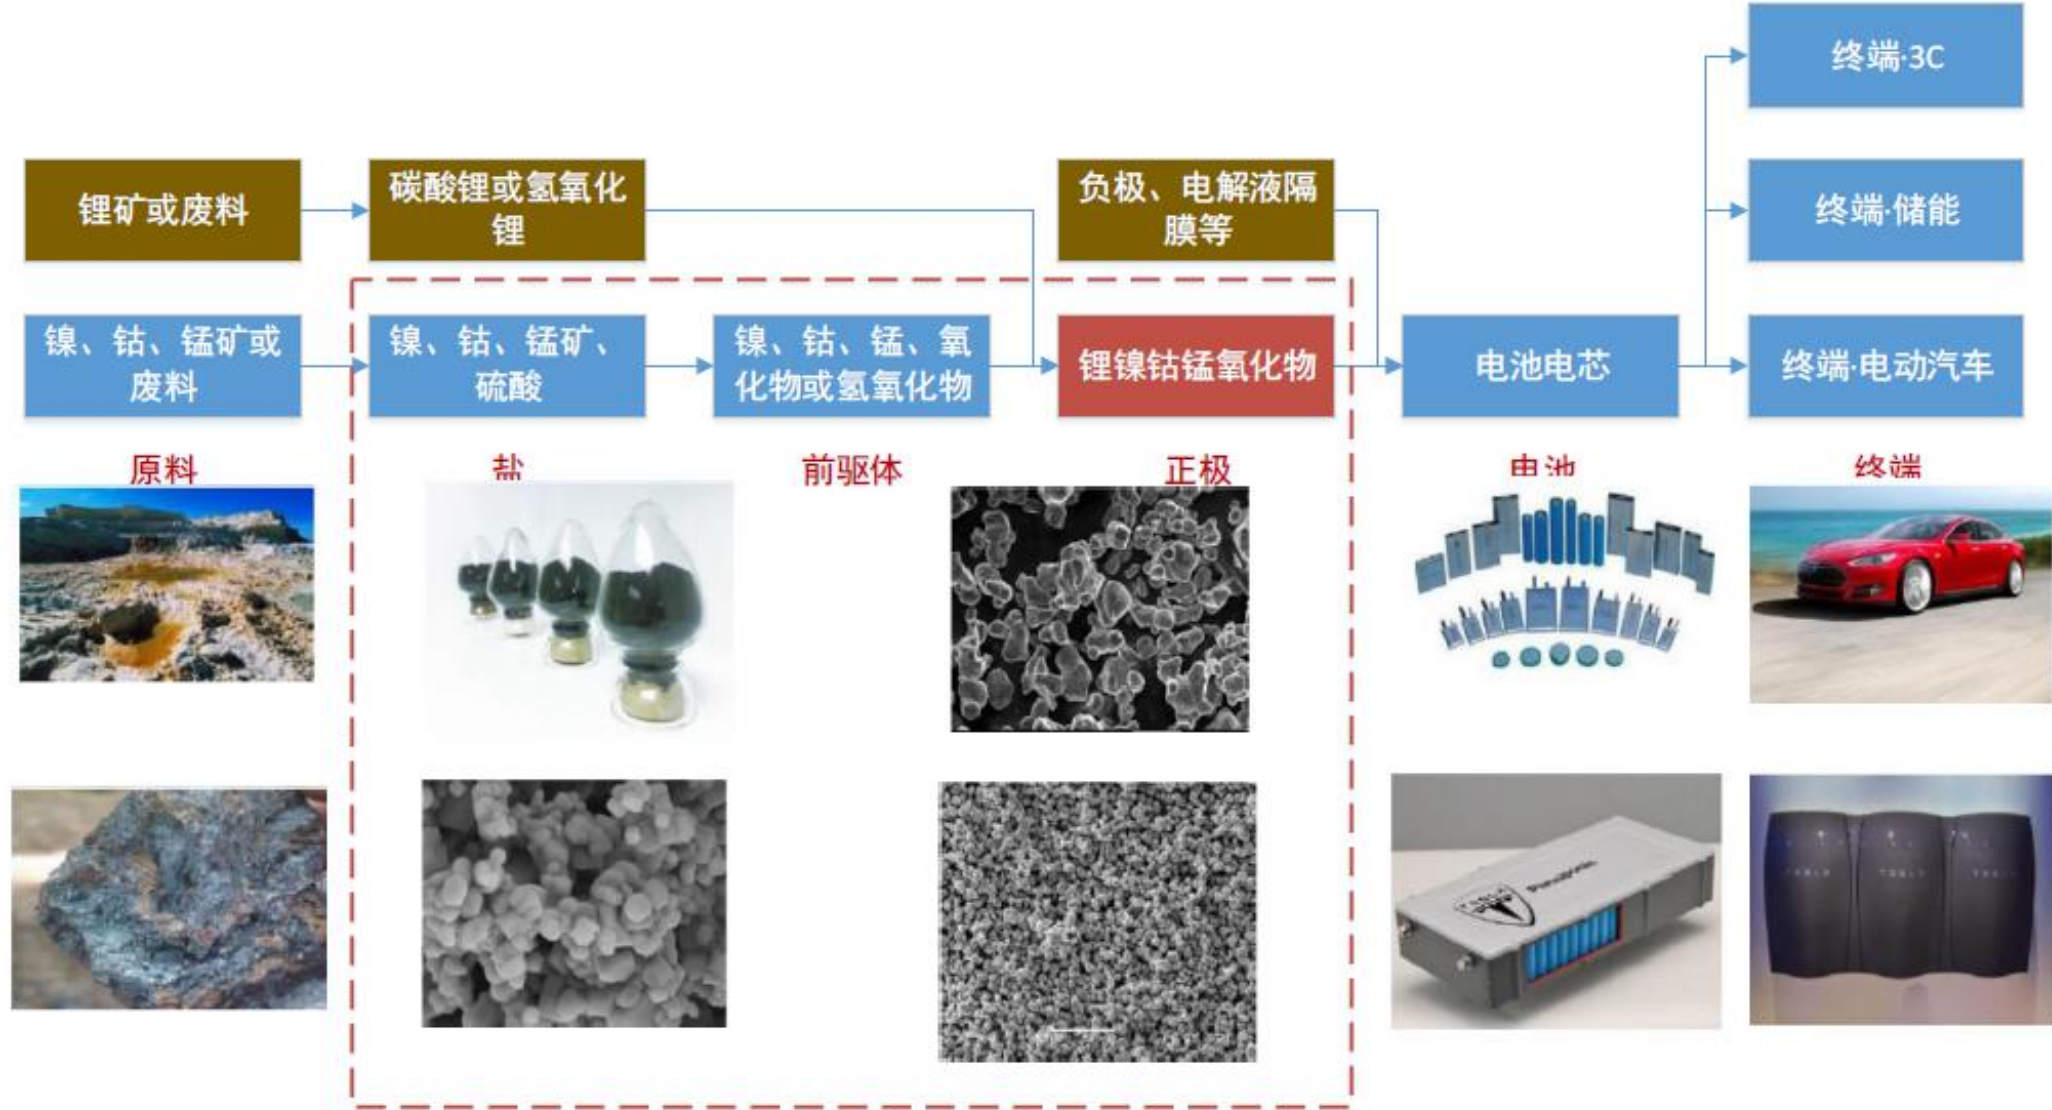 终端·3C
锂矿或废料
碳酸锂或氢氧化
锂
负极、电解液隔
膜等
终端·储能
镍、钴、锰矿或
废料
镍、钴、锰矿、
硫酸
镍、钴、锰、氧
化物或氢氧化物
锂镍钴锰氧化物
电池电芯
终端·电动汽车
原料
盐
前驱体
正极
电池
终端
Panasonic
TESLA